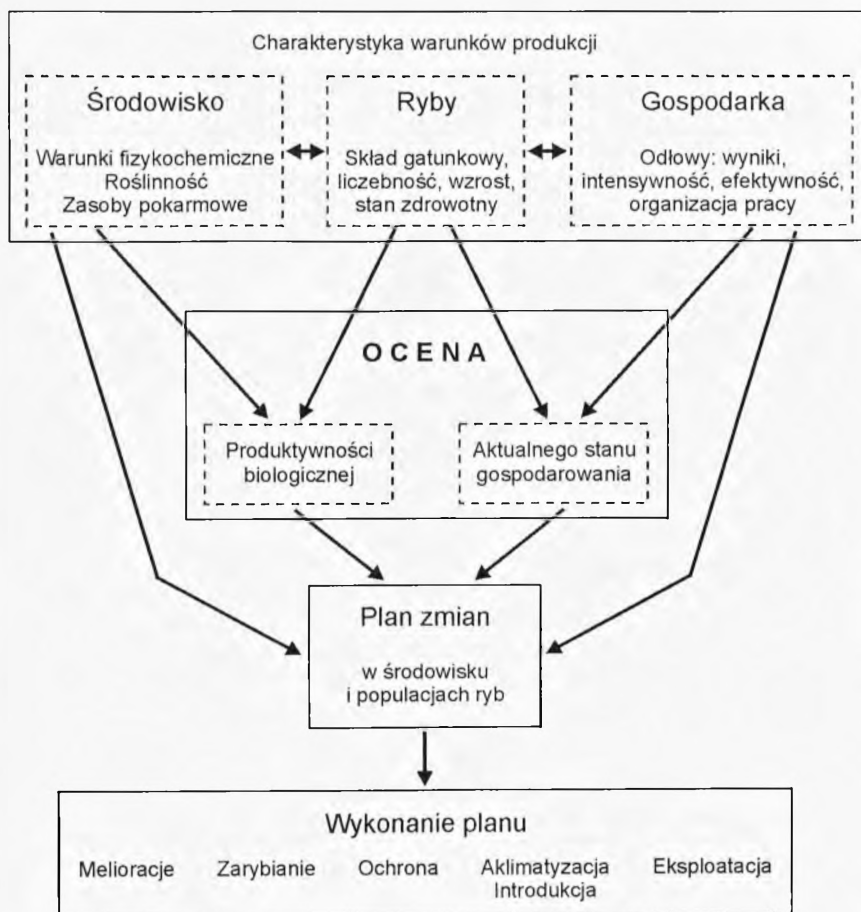 Charakterystyka warunków produkcji
Środowisko
Warunki fizykochemiczne
Roślinność
Zasoby pokarmowe
Ryby
Skład gatunkowy,
liczebność, wzrost,
stan zdrowotny
Gospodarka
Odłowy: wyniki,
intensywność, efektywność,
organizacja pracy
OCENA
Produktywności
biologicznej
Aktualnego stanu
gospodarowania
Plan zmian
w środowisku
i populacjach ryb
Wykonanie planu
Melioracje
Zarybianie
Ochrona
Aklimatyzacja
Introdukcja
Eksploatacja